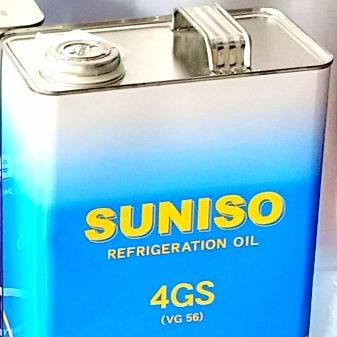 SUNISO
REFRIGERATION OIL
4GS
(VG 56)